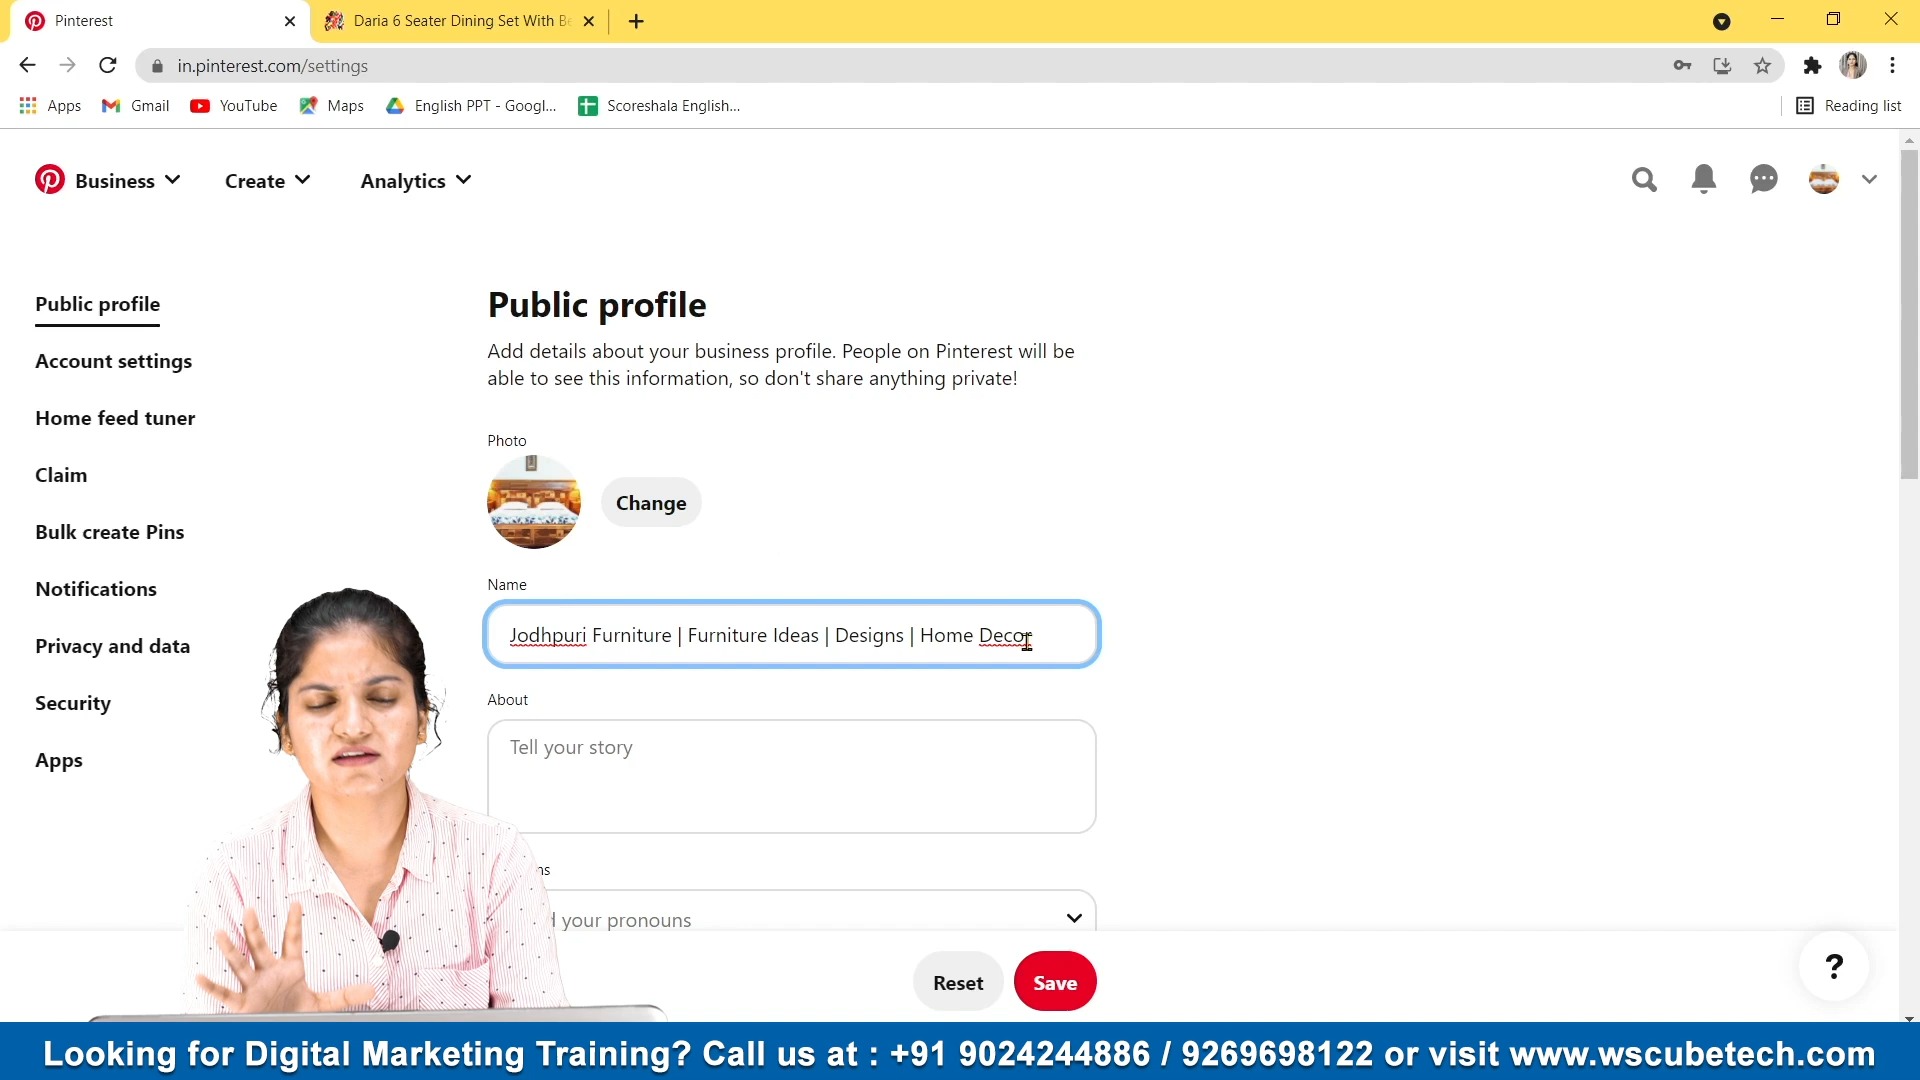 Pinterest
Daria 6 Seater Dining Set With Be
in.pinterest.com/settings
Apps
Gmail
YouTube
Maps
English PPT - Googl...
Scoreshala English...
Reading list
Business
Create
Analytics
Public profile
Account settings
Home feed tuner
Claim
Bulk create Pins
Notifications
Privacy and data
Security
Apps
Public profile
Add details about your business profile. People on Pinterest will be
able to see this information, so don't share anything private!
Photo
Change
Name
Jodhpuri Furniture | Furniture Ideas | Designs | Home Decor
About
Tell your story
your pronouns
Reset
Save
?
Looking for Digital Marketing Training? Call us at : +91 9024244886 / 9269698122 or visit www.wscubetech.com